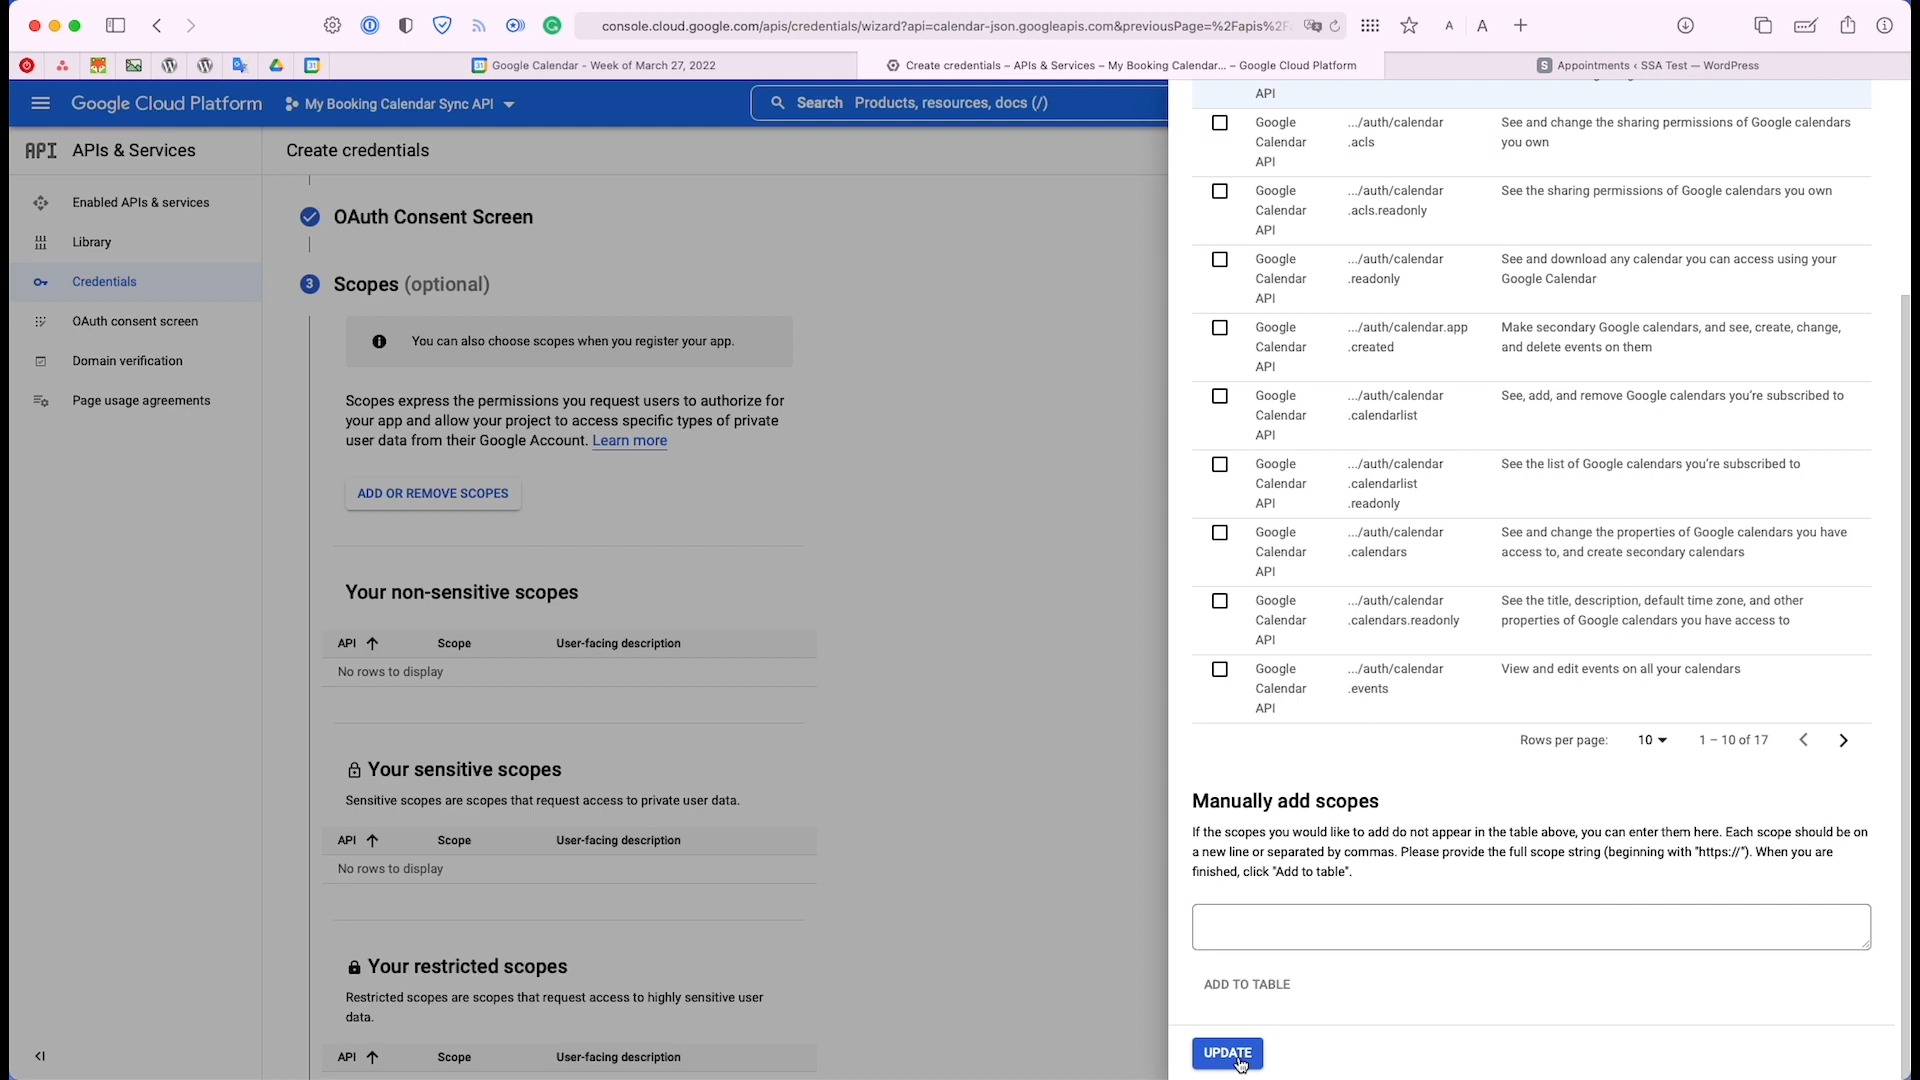 console.cloud.google.com/apis/credentials/wizard?api=calendar-json.googleapis.com&previousPage=%2Fapis%2F
A A
Google Calendar - Week of March 27, 2022
Create credentials – APIs & Services – My Booking Calendar... – Google Cloud Platform
S Appointments ‹ SSA Test — WordPress
Google Cloud Platform
My Booking Calendar Sync API
Search Products, resources, docs (/)
API APIs & Services
Enabled APIs & services
Library
Credentials
OAuth consent screen
Domain verification
Page usage agreements
Create credentials
OAuth Consent Screen
3 Scopes (optional)
You can also choose scopes when you register your app.
Scopes express the permissions you request users to authorize for
your app and allow your project to access specific types of private
user data from their Google Account. Learn more
ADD OR REMOVE SCOPES
Your non-sensitive scopes
API Scope User-facing description
No rows to display
Your sensitive scopes
Sensitive scopes are scopes that request access to private user data.
API Scope User-facing description
No rows to display
Your restricted scopes
Restricted scopes are scopes that request access to highly sensitive user
data.
API Scope User-facing description
API
Google .../auth/calendar See and change the sharing permissions of Google calendars
Calendar .acls you own
API
Google .../auth/calendar See the sharing permissions of Google calendars you own
Calendar .acls.readonly
API
Google .../auth/calendar See and download any calendar you can access using your
Calendar .readonly Google Calendar
API
Google .../auth/calendar.app Make secondary Google calendars, and see, create, change,
Calendar .created and delete events on them
API
Google .../auth/calendar See, add, and remove Google calendars you're subscribed to
Calendar .calendarlist
API
Google .../auth/calendar See the list of Google calendars you're subscribed to
Calendar .calendarlist
API .readonly
Google .../auth/calendar See and change the properties of Google calendars you have
Calendar .calendars access to, and create secondary calendars
API
Google .../auth/calendar See the title, description, default time zone, and other
Calendar .calendars.readonly properties of Google calendars you have access to
API
Google .../auth/calendar View and edit events on all your calendars
Calendar .events
API
Rows per page: 10 1 – 10 of 17
Manually add scopes
If the scopes you would like to add do not appear in the table above, you can enter them here. Each scope should be on
a new line or separated by commas. Please provide the full scope string (beginning with "https://"). When you are
finished, click "Add to table".
ADD TO TABLE
UPDATE